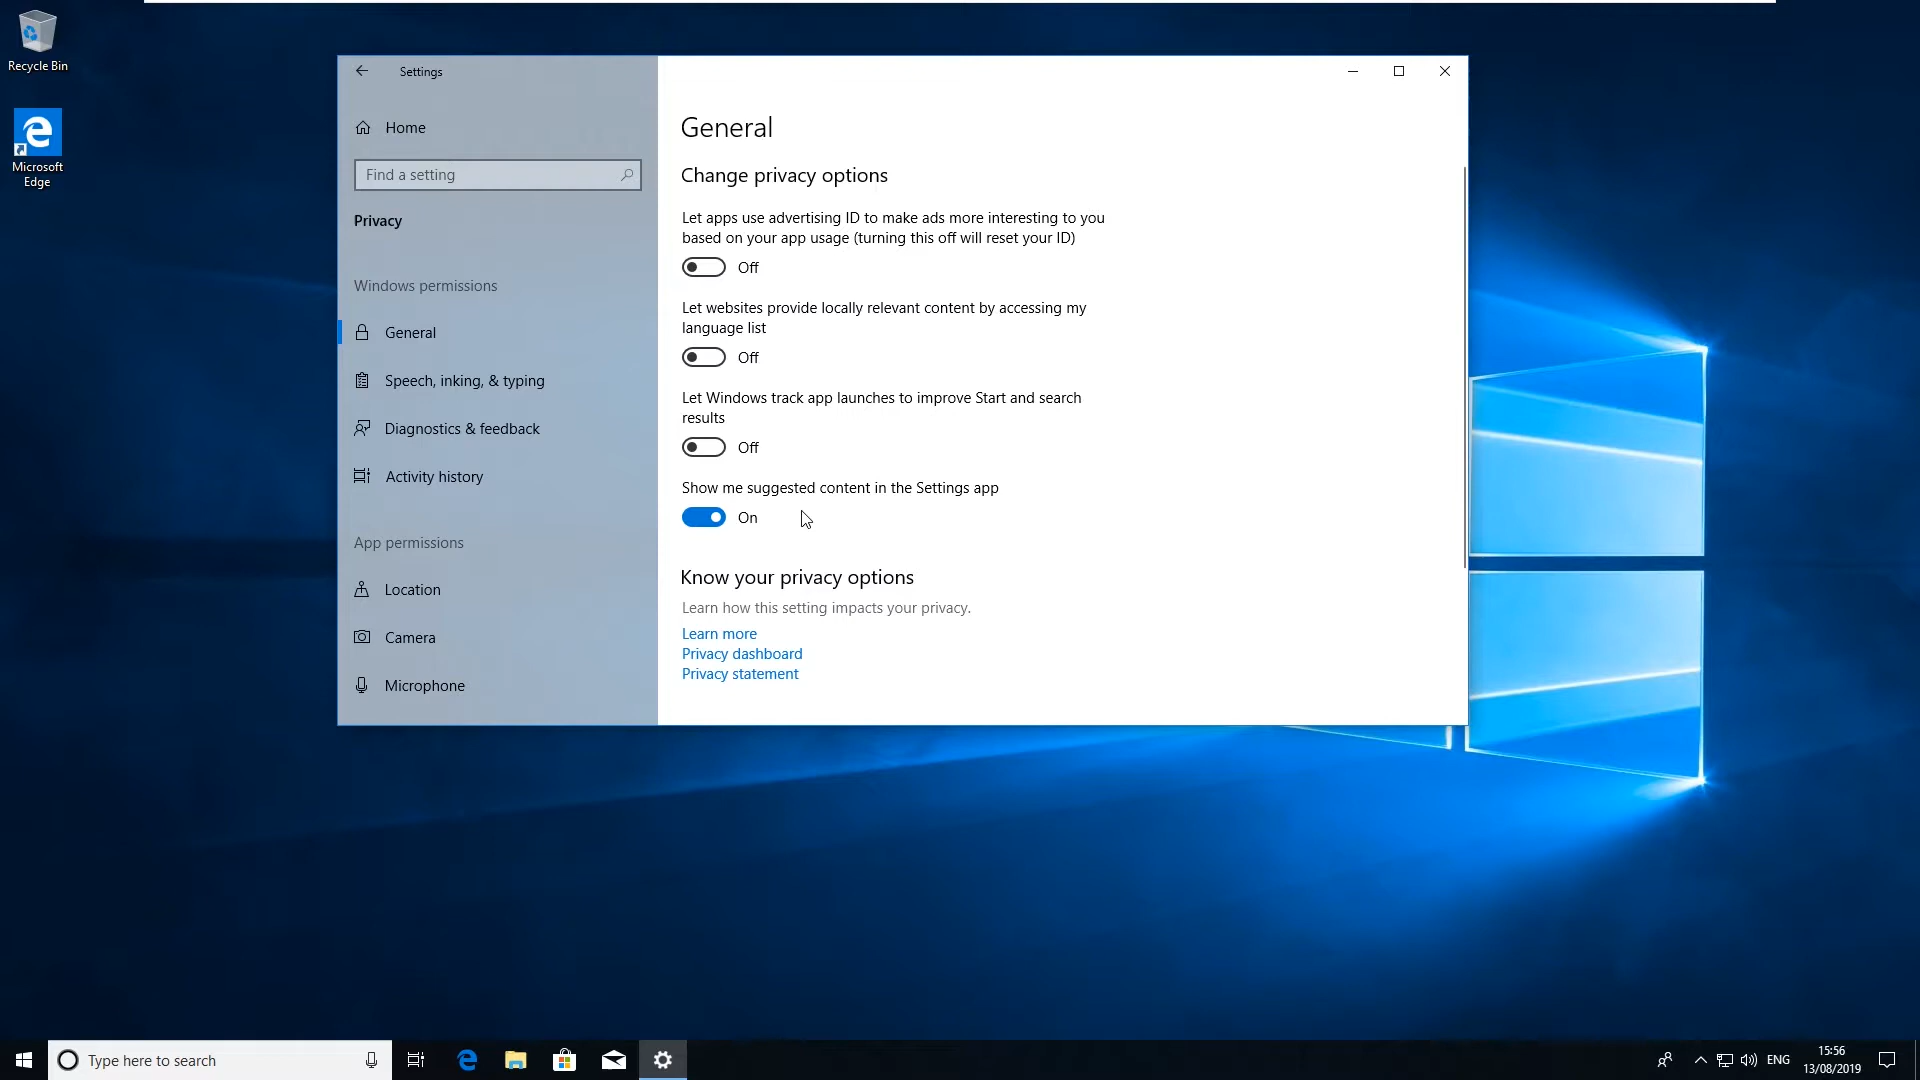 Recycle Bin
Microsoft
Edge
Settings
Home
Find a setting
Privacy
Windows permissions
General
Speech, inking, & typing
Diagnostics & feedback
Activity history
App permissions
Location
Camera
Microphone
General
Change privacy options
Let apps use advertising ID to make ads more interesting to you
based on your app usage (turning this off will reset your ID)
Off
Let websites provide locally relevant content by accessing my
language list
Off
Let Windows track app launches to improve Start and search
results
Off
Show me suggested content in the Settings app
On
Know your privacy options
Learn how this setting impacts your privacy.
Learn more
Privacy dashboard
Privacy statement
Type here to search
ENG
15:56
13/08/2019